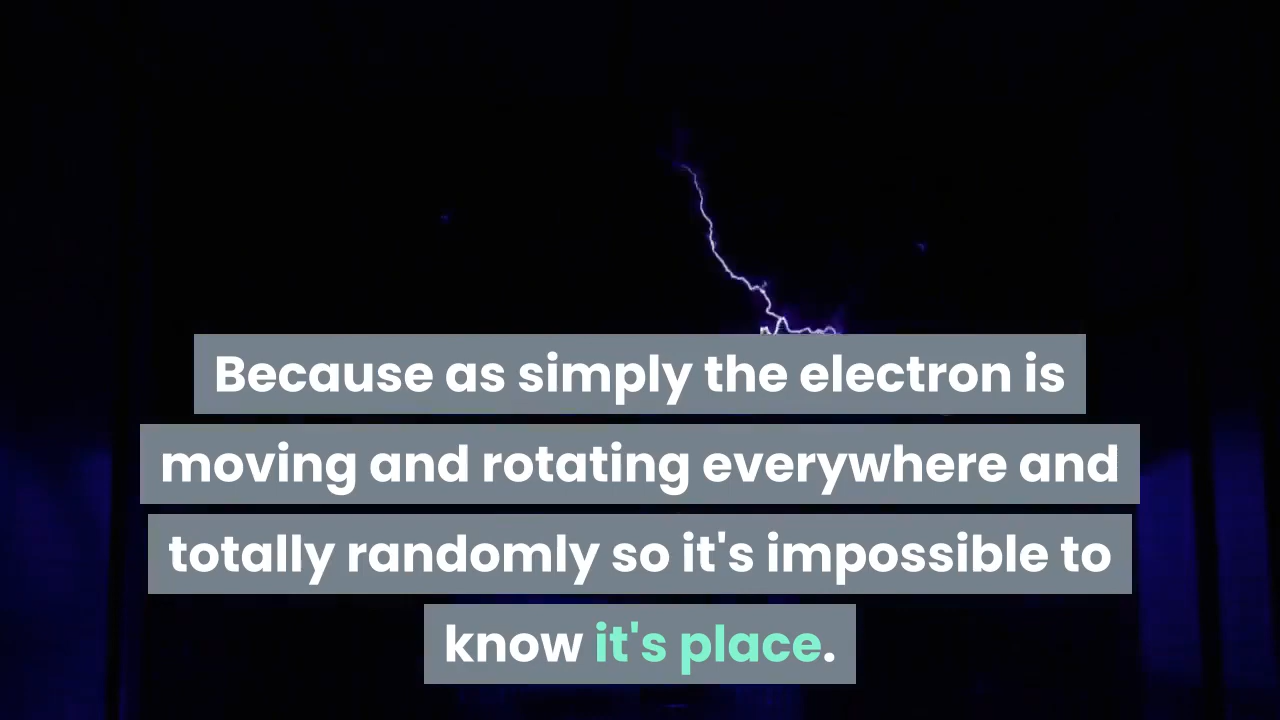 Because as simply the electron is
moving and rotating everywhere and
totally randomly so it's impossible to
know it's place.